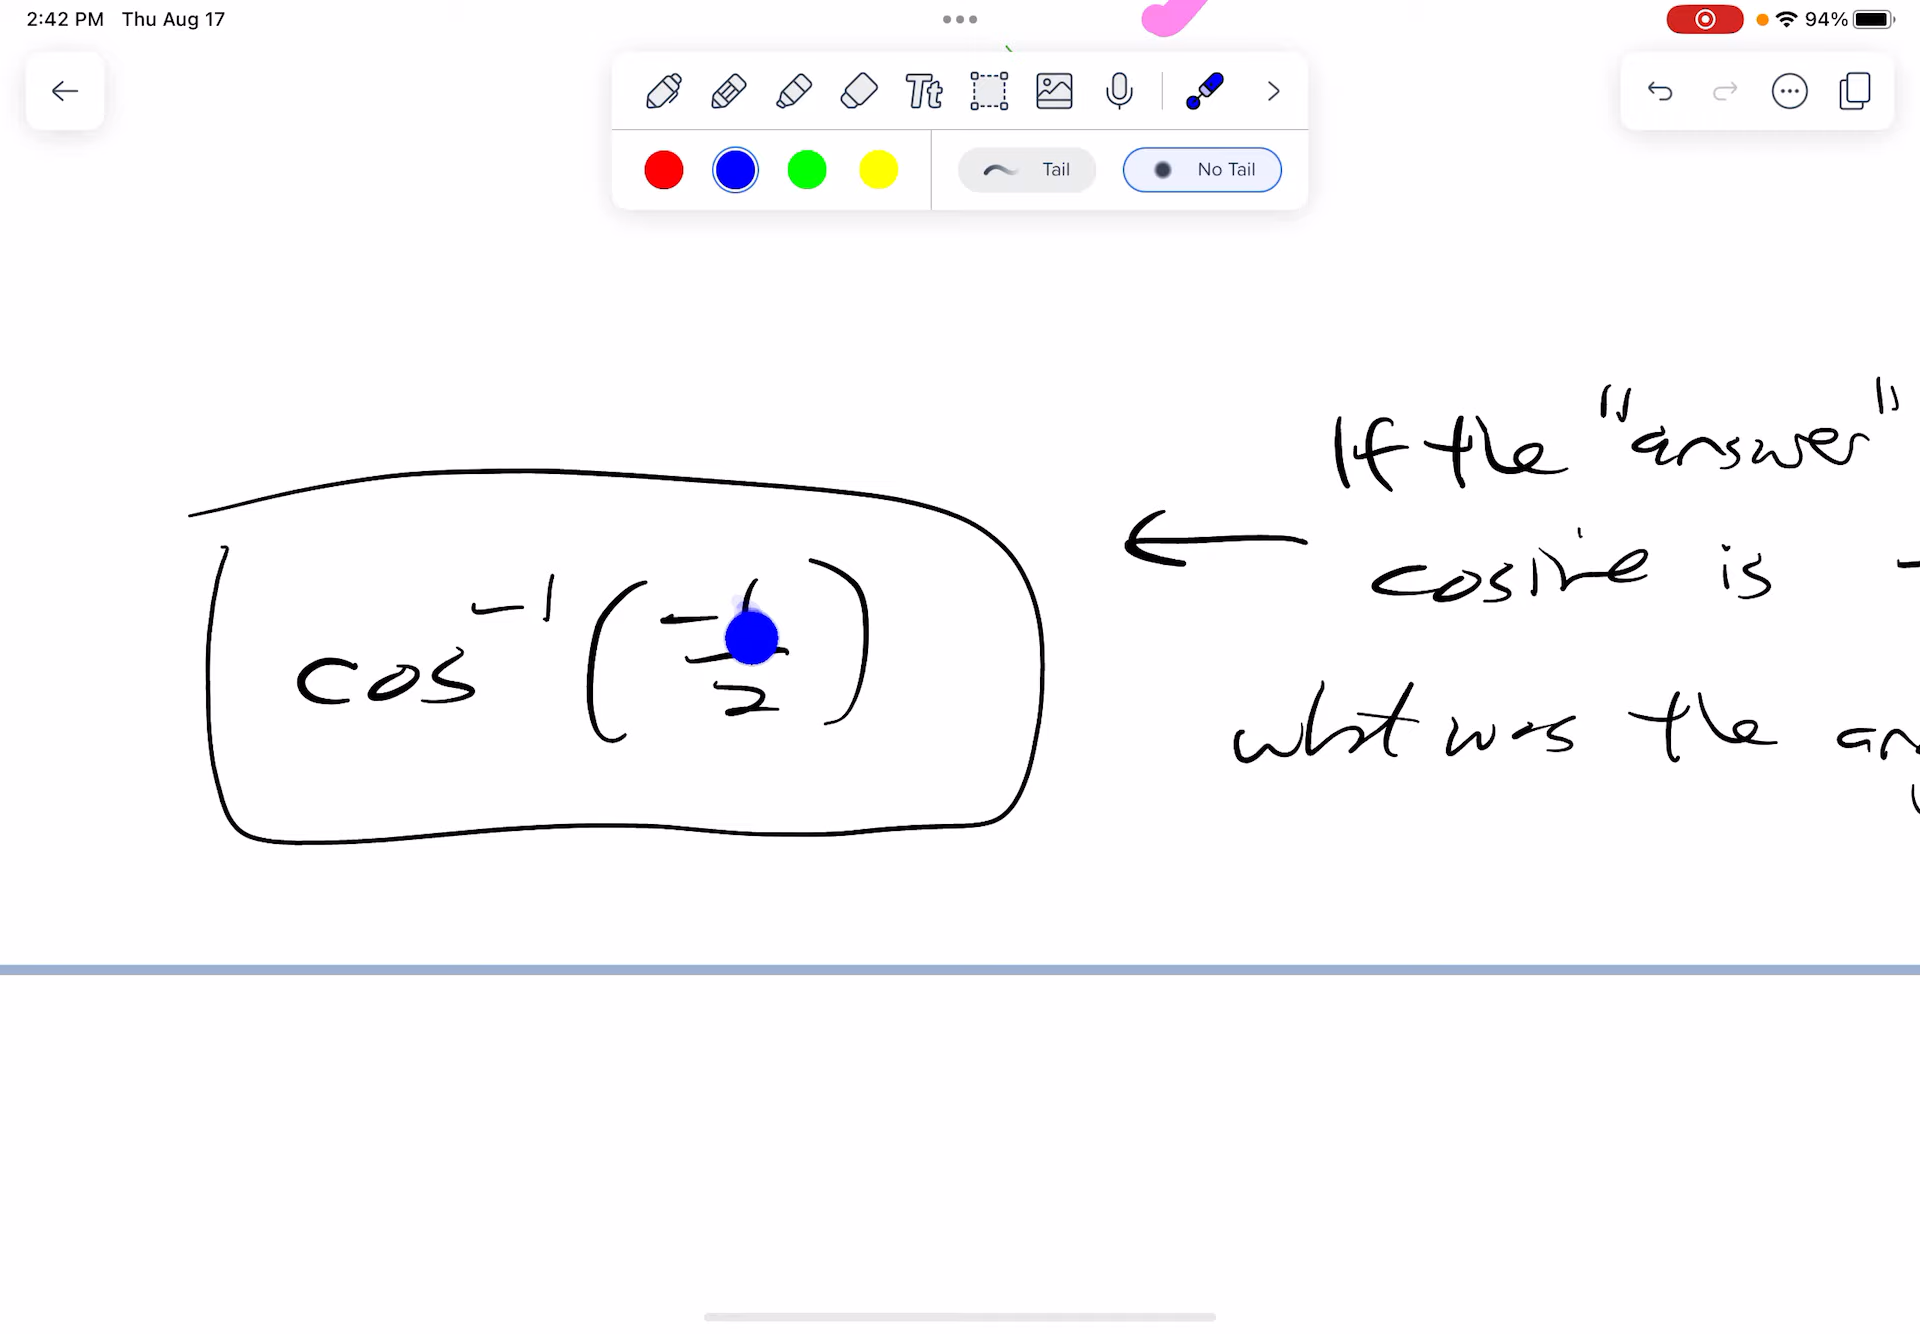 2:42 PM Thu Aug 17
94%
Tt
Tail
No Tail
If the "answer"
cosine is
cos⁻¹(-1/2)
what was the